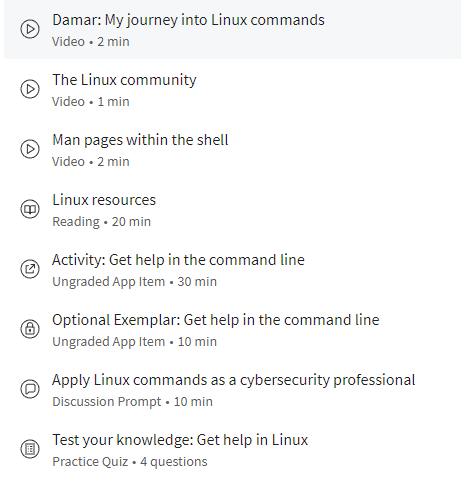 Damar: My journey into Linux commands
Video • 2 min
The Linux community
Video • 1 min
Man pages within the shell
Video • 2 min
Linux resources
Reading • 20 min
Activity: Get help in the command line
Ungraded App Item • 30 min
Optional Exemplar: Get help in the command line
Ungraded App Item • 10 min
Apply Linux commands as a cybersecurity professional
Discussion Prompt • 10 min
Test your knowledge: Get help in Linux
Practice Quiz • 4 questions